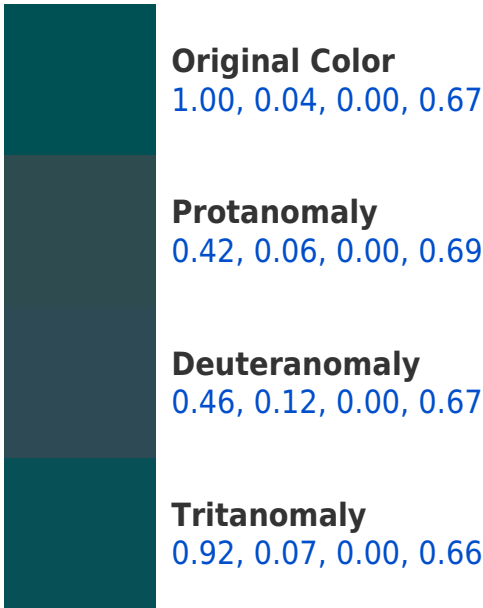 Original Color
1.00, 0.04, 0.00, 0.67
Protanomaly
0.42, 0.06, 0.00, 0.69
Deuteranomaly
0.46, 0.12, 0.00, 0.67
Tritanomaly
0.92, 0.07, 0.00, 0.66